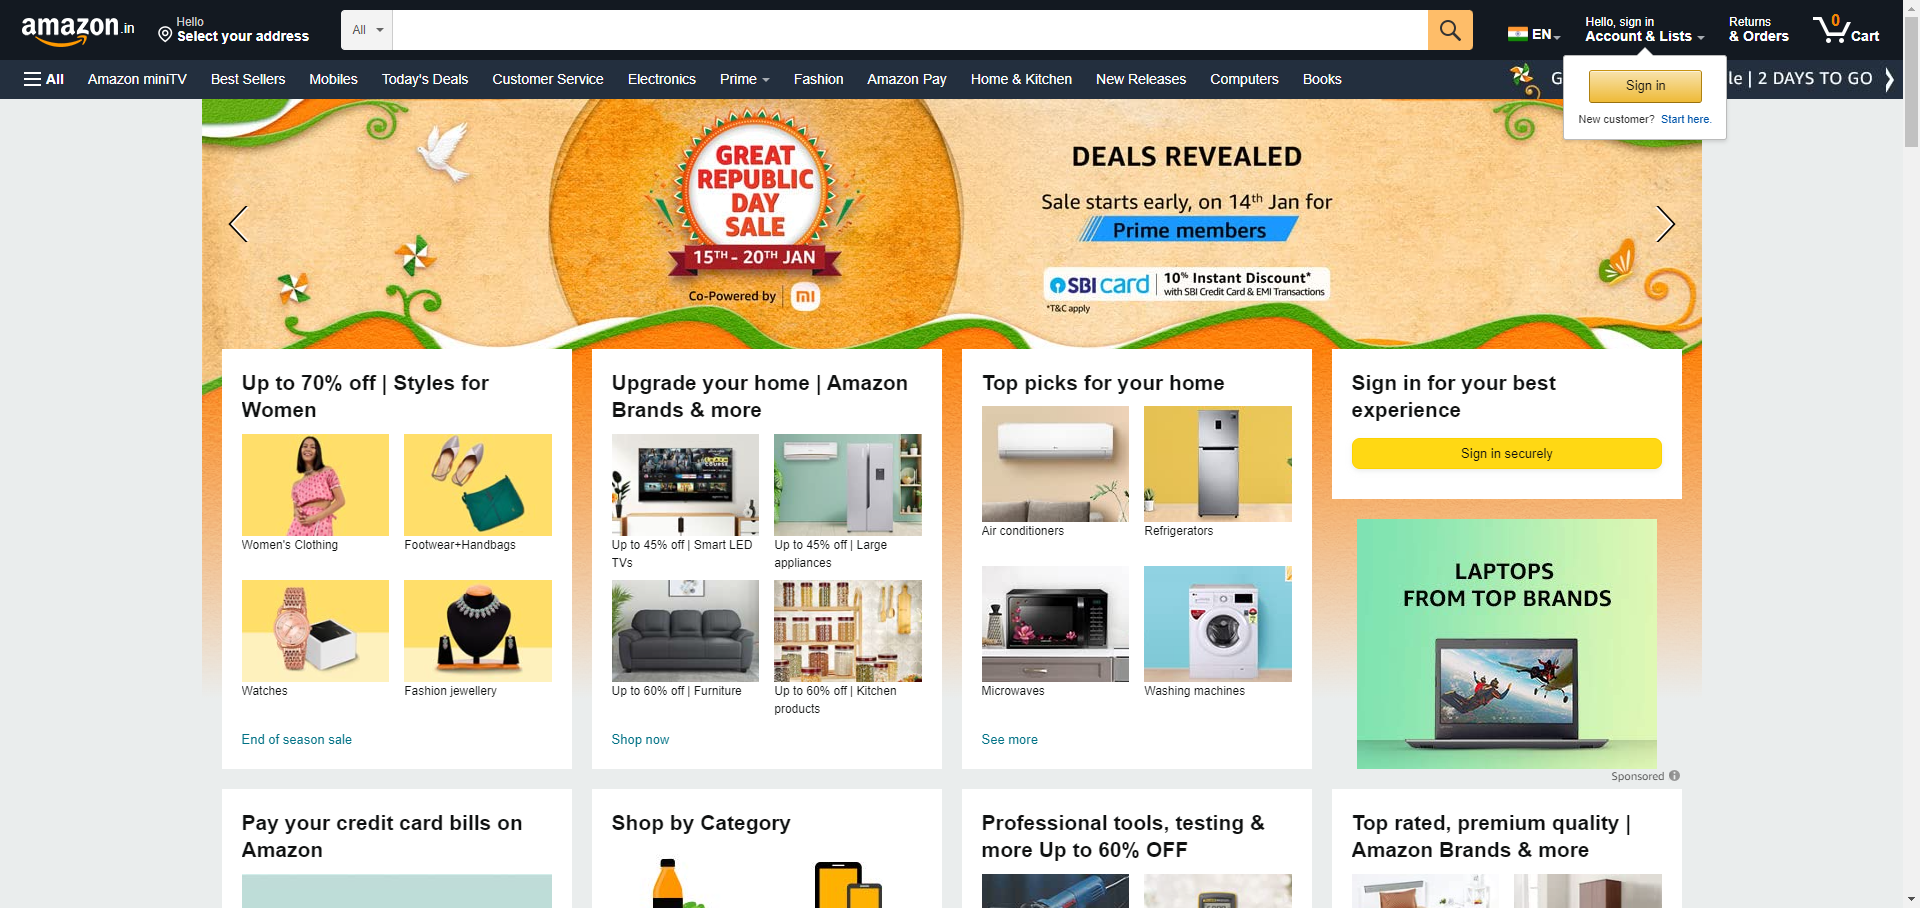 amazon.in
Hello
Select your address
All
EN
Hello, sign in
Account & Lists
Returns
& Orders
0
Cart
All
Amazon miniTV
Best Sellers
Mobiles
Today's Deals
Customer Service
Electronics
Prime
Fashion
Amazon Pay
Home & Kitchen
New Releases
Computers
Books
G
le | 2 DAYS TO GO
Sign in
New customer? Start here.
GREAT
REPUBLIC
DAY
SALE
15TH - 20TH JAN
Co-Powered by mi
DEALS REVEALED
Sale starts early, on 14th Jan for
Prime members
SBI card
10% Instant Discount*
with SBI Credit Card & EMI Transactions
*T&C apply
Up to 70% off | Styles for
Women
Women's Clothing
Footwear+Handbags
Watches
Fashion jewellery
End of season sale
Upgrade your home | Amazon
Brands & more
Up to 45% off | Smart LED
TVs
Up to 45% off | Large
appliances
Up to 60% off | Furniture
Up to 60% off | Kitchen
products
Shop now
Top picks for your home
Air conditioners
Refrigerators
Microwaves
Washing machines
See more
Sign in for your best
experience
Sign in securely
LAPTOPS
FROM TOP BRANDS
Sponsored
Pay your credit card bills on
Amazon
Shop by Category
Professional tools, testing &
more Up to 60% OFF
Top rated, premium quality |
Amazon Brands & more